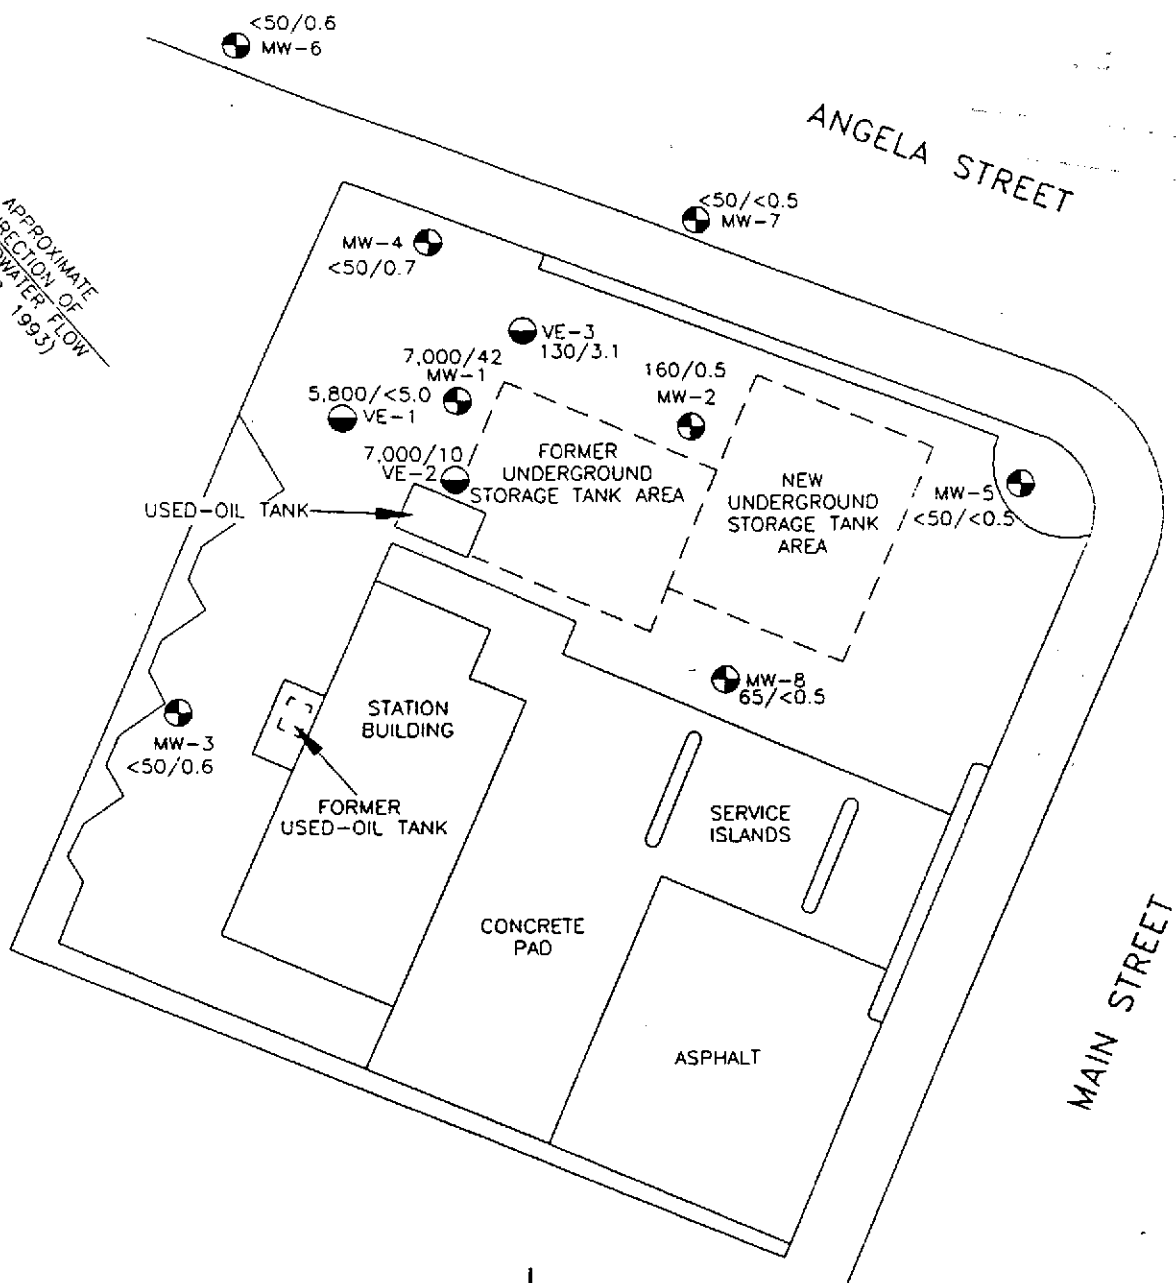 <50/0.6
MW-6
ANGELA STREET
<50/<0.5
MW-7
APPROXIMATE
OF
FLOW
1993)
MW-4
<50/0.7
VE-3
130/3.1
7,000/42
MW-1
160/0.5
MW-2
5,800/<5.0
VE-1
7,000/10
VE-2
FORMER
UNDERGROUND
STORAGE TANK AREA
NEW
UNDERGROUND
STORAGE TANK
AREA
MW-5
<50/<0.5
USED-OIL TANK
MW-8
65/<0.5
STATION
BUILDING
MW-3
<50/0.6
FORMER
USED-OIL TANK
SERVICE
ISLANDS
CONCRETE
PAD
ASPHALT
MAIN STREET